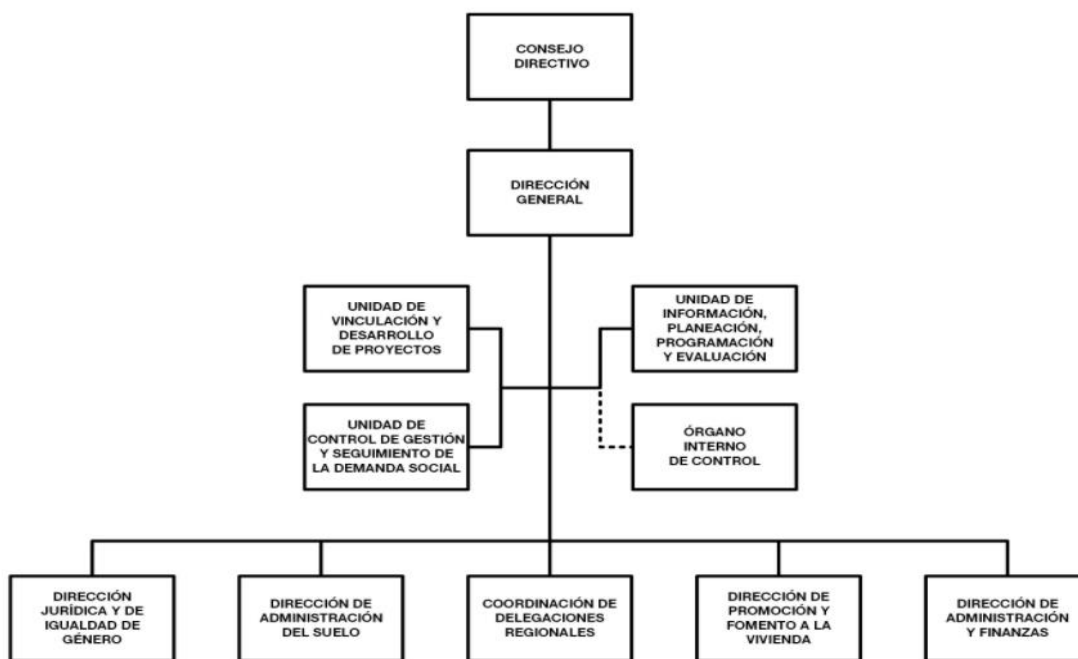 CONSEJO
DIRECTIVO
DIRECCIÓN
GENERAL
UNIDAD DE
VINCULACIÓN Y
DESARROLLO
DE PROYECTOS
UNIDAD DE
INFORMACIÓN,
PLANEACIÓN,
PROGRAMACIÓN
Y EVALUACIÓN
UNIDAD DE
CONTROL DE GESTIÓN
Y SEGUIMIENTO DE
LA DEMANDA SOCIAL
ÓRGANO
INTERNO
DE CONTROL
DIRECCIÓN
JURÍDICA Y DE
IGUALDAD DE
GÉNERO
DIRECCIÓN DE
ADMINISTRACIÓN
DEL SUELO
COORDINACIÓN DE
DELEGACIONES
REGIONALES
DIRECCIÓN DE
PROMOCIÓN Y
FOMENTO A LA
VIVIENDA
DIRECCIÓN DE
ADMINISTRACIÓN
Y FINANZAS